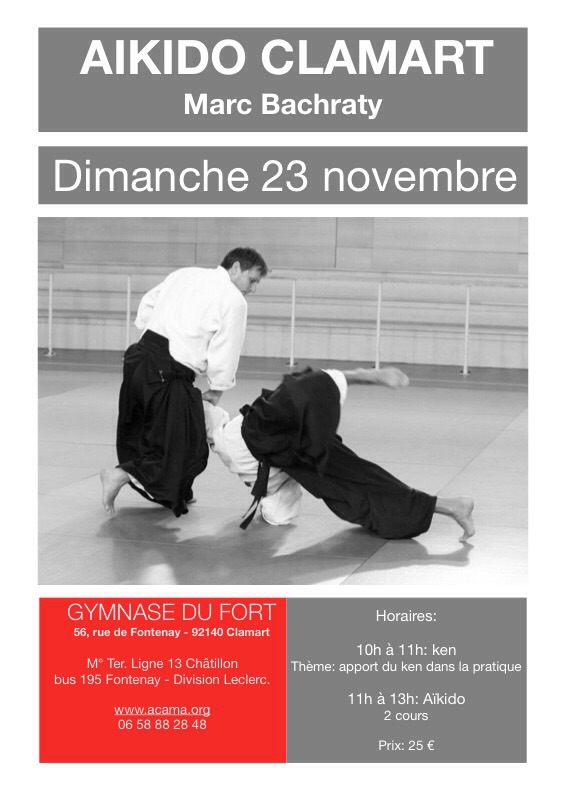 AIKIDO CLAMART
Marc Bachraty
Dimanche 23 novembre
GYMNASE DU FORT
56, rue de Fontenay - 92140 Clamart
M° Ter. Ligne 13 Châtillon
bus 195 Fontenay - Division Leclerc.
www.acama.org
06 58 88 28 48
Horaires:
10h à 11h: ken
Thème: apport du ken dans la pratique
11h à 13h: Aïkido
2 cours
Prix: 25 €